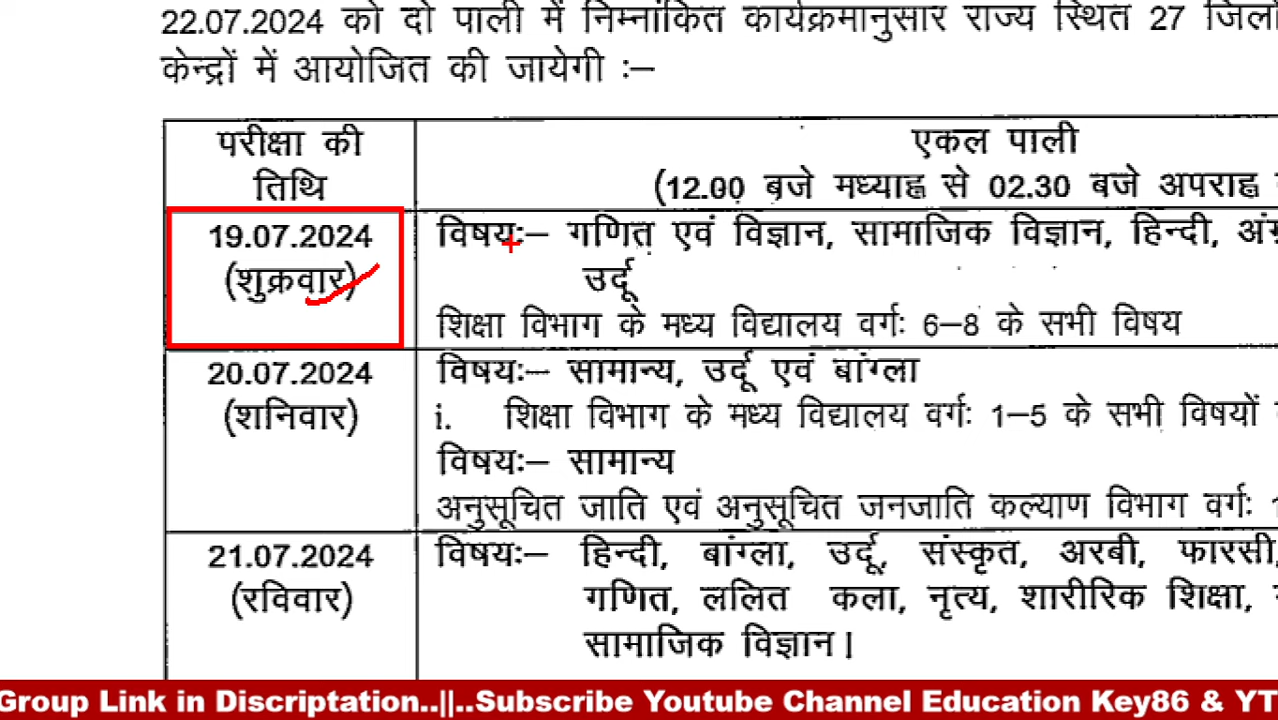 22.07.2024 को दो पाली में निम्नांकित कार्यक्रमानुसार राज्य स्थित 27 जिलों
केन्द्रों में आयोजित की जायेगी :–
परीक्षा की
तिथि
एकल पाली
(12.00 बजे मध्याह्न से 02.30 बजे अपराह्न
19.07.2024
(शुक्रवार)
विषय:– गणित एवं विज्ञान, सामाजिक विज्ञान, हिन्दी,
उर्दू
शिक्षा विभाग के मध्य विद्यालय वर्गः 6–8 के सभी विषय
20.07.2024
(शनिवार)
विषय:– सामान्य, उर्दू एवं बांग्ला
i. शिक्षा विभाग के मध्य विद्यालय वर्गः 1–5 के सभी विषयों
विषय:– सामान्य
अनुसूचित जाति एवं अनुसूचित जनजाति कल्याण विभाग वर्गः
21.07.2024
(रविवार)
विषय:– हिन्दी, बांग्ला, उर्दू, संस्कृत, अरबी, फारसी,
गणित, ललित कला, नृत्य, शारीरिक शिक्षा,
सामाजिक विज्ञान।
Group Link in Discriptation..||..Subscribe Youtube Channel Education Key86 & YT